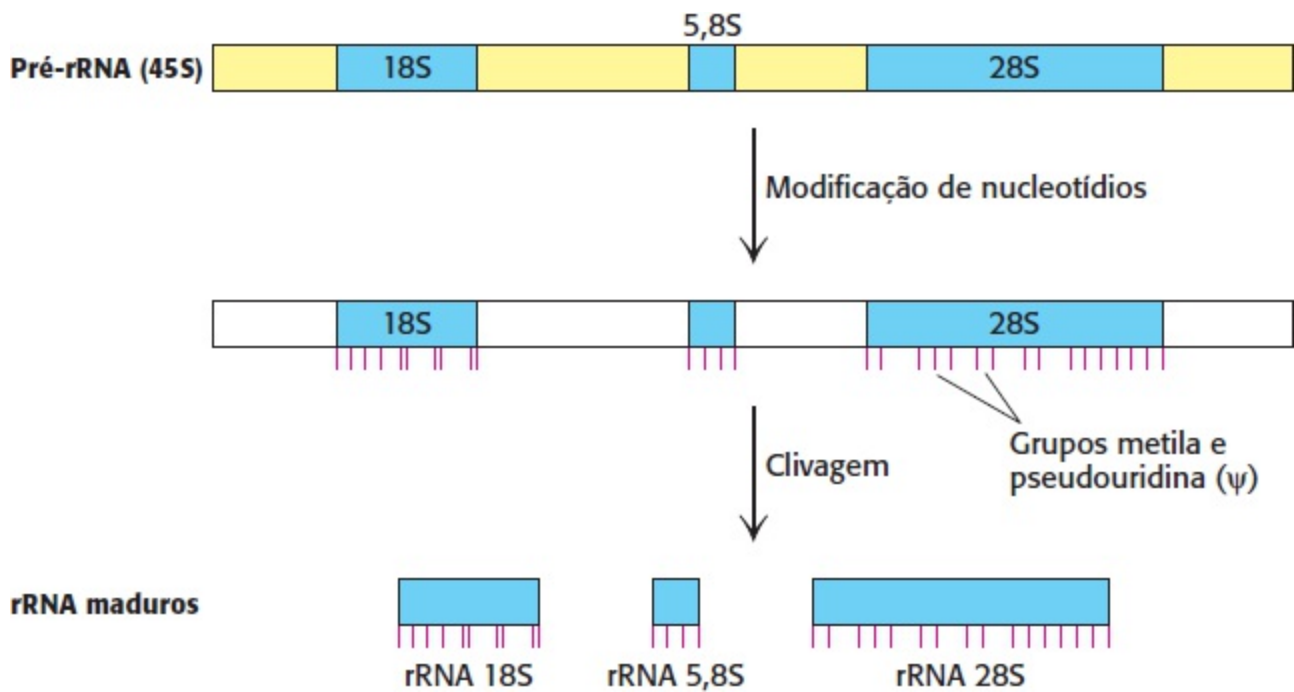 5,8S
Pré-rRNA (45S)
18S
28S
Modificação de nucleotídios
18S
28S
Grupos metila e
pseudouridina (ψ)
Clivagem
rRNA maduros
rRNA 18S
rRNA 5,8S
rRNA 28S